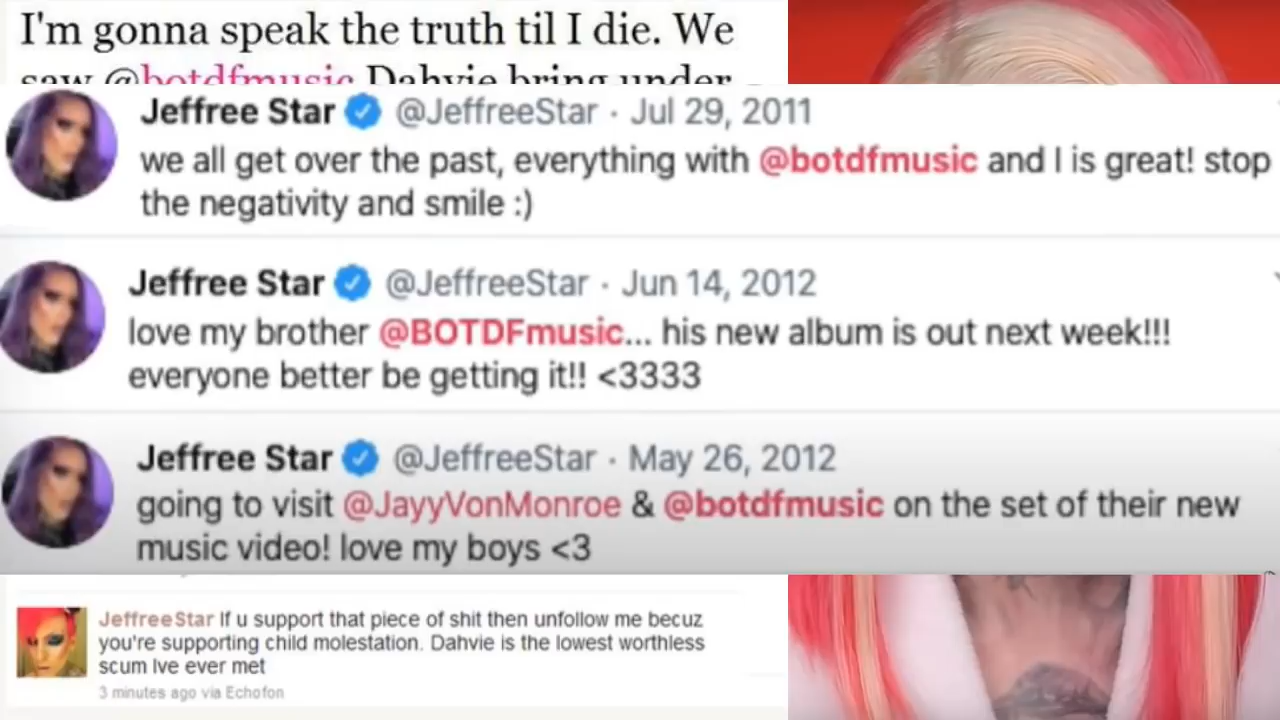 I'm gonna speak the truth til I die. We
saw @botdfmusic Dahvie bring under
Jeffree Star @JeffreeStar · Jul 29, 2011
we all get over the past, everything with @botdfmusic and I is great! stop
the negativity and smile :)
Jeffree Star @JeffreeStar · Jun 14, 2012
love my brother @BOTDFmusic... his new album is out next week!!!
everyone better be getting it!! <3333
Jeffree Star @JeffreeStar · May 26, 2012
going to visit @JayyVonMonroe & @botdfmusic on the set of their new
music video! love my boys <3
JeffreeStar If u support that piece of shit then unfollow me becuz
you're supporting child molestation. Dahvie is the lowest worthless
scum Ive ever met
3 minutes ago via Echofon